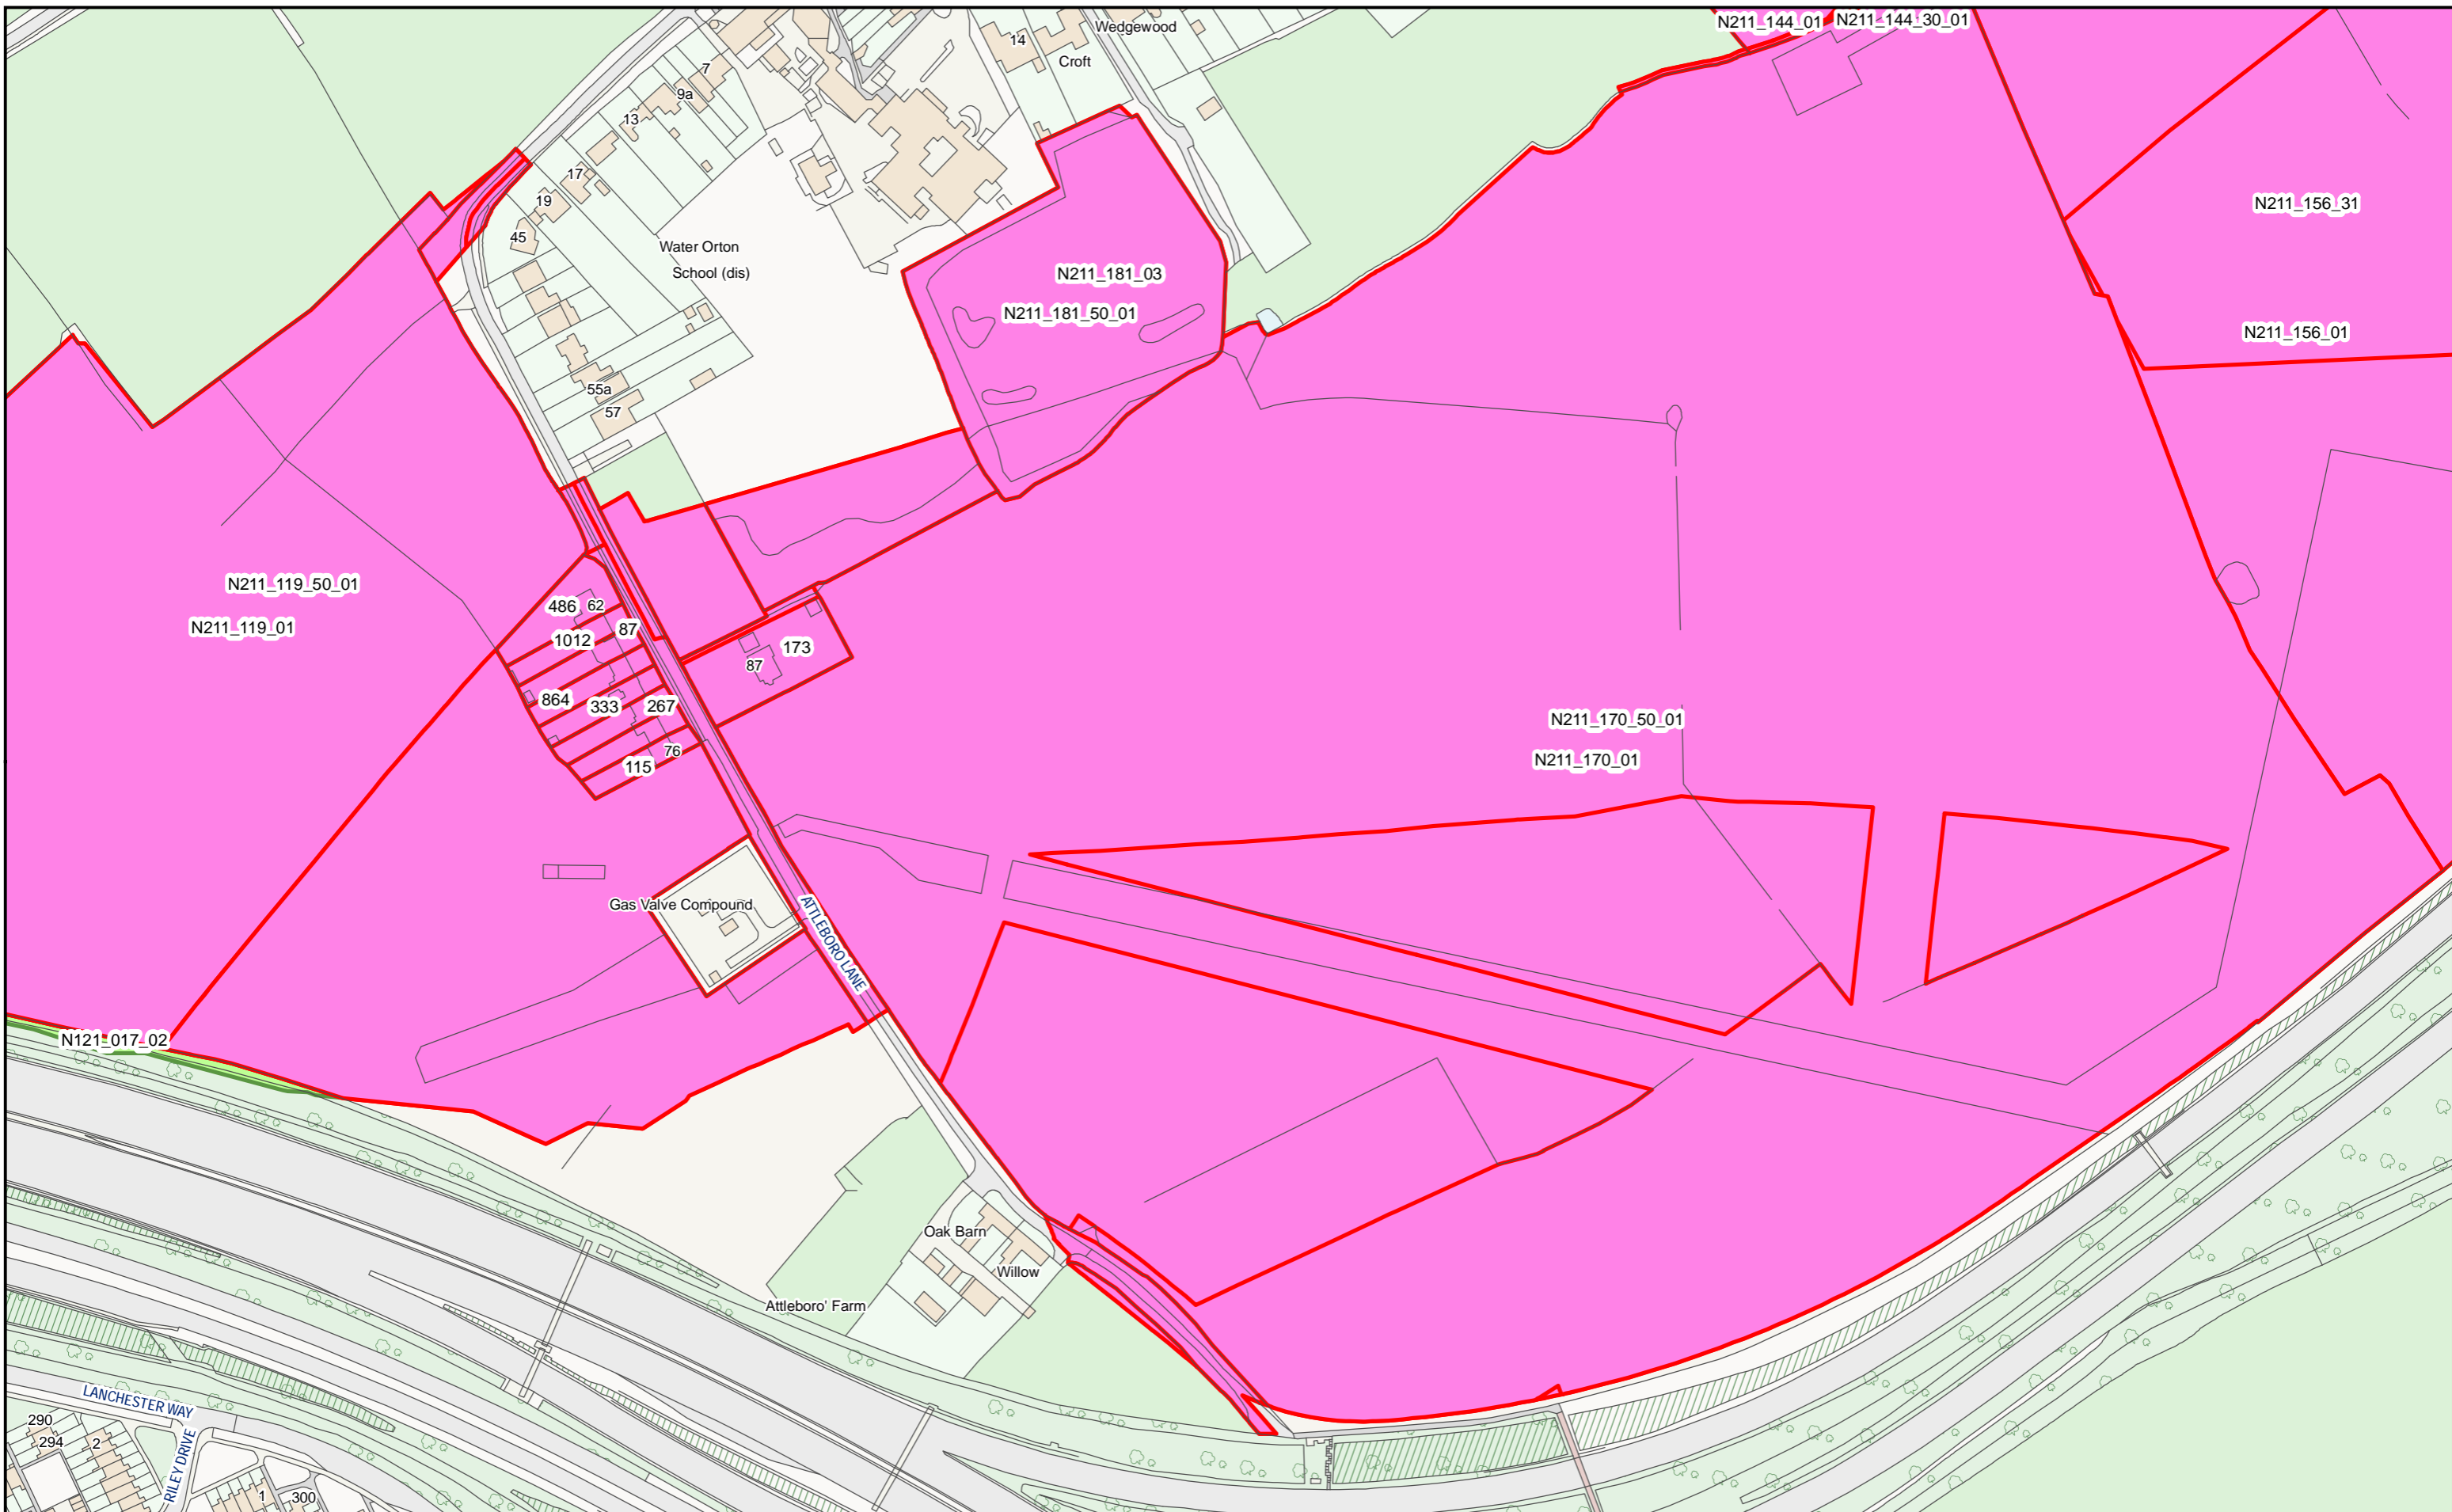 N211_144_01 N211_144_30_01
Wedgewood
14
Croft
7
9a
13
17
19
45
N211_156_31
Water Orton
School (dis)
N211_181_03
N211_181_50_01
N211_156_01
55a
57
N211_119_50_01
N211_119_01
486 62
87
1012
173
87
864
333
267
76
115
N211_170_50_01
N211_170_01
Gas Valve Compound
ATTLEBORO LANE
N121_017_02
Oak Barn
Willow
Attleboro' Farm
LANCHESTER WAY
RILEY DRIVE
290
294
2
1
300